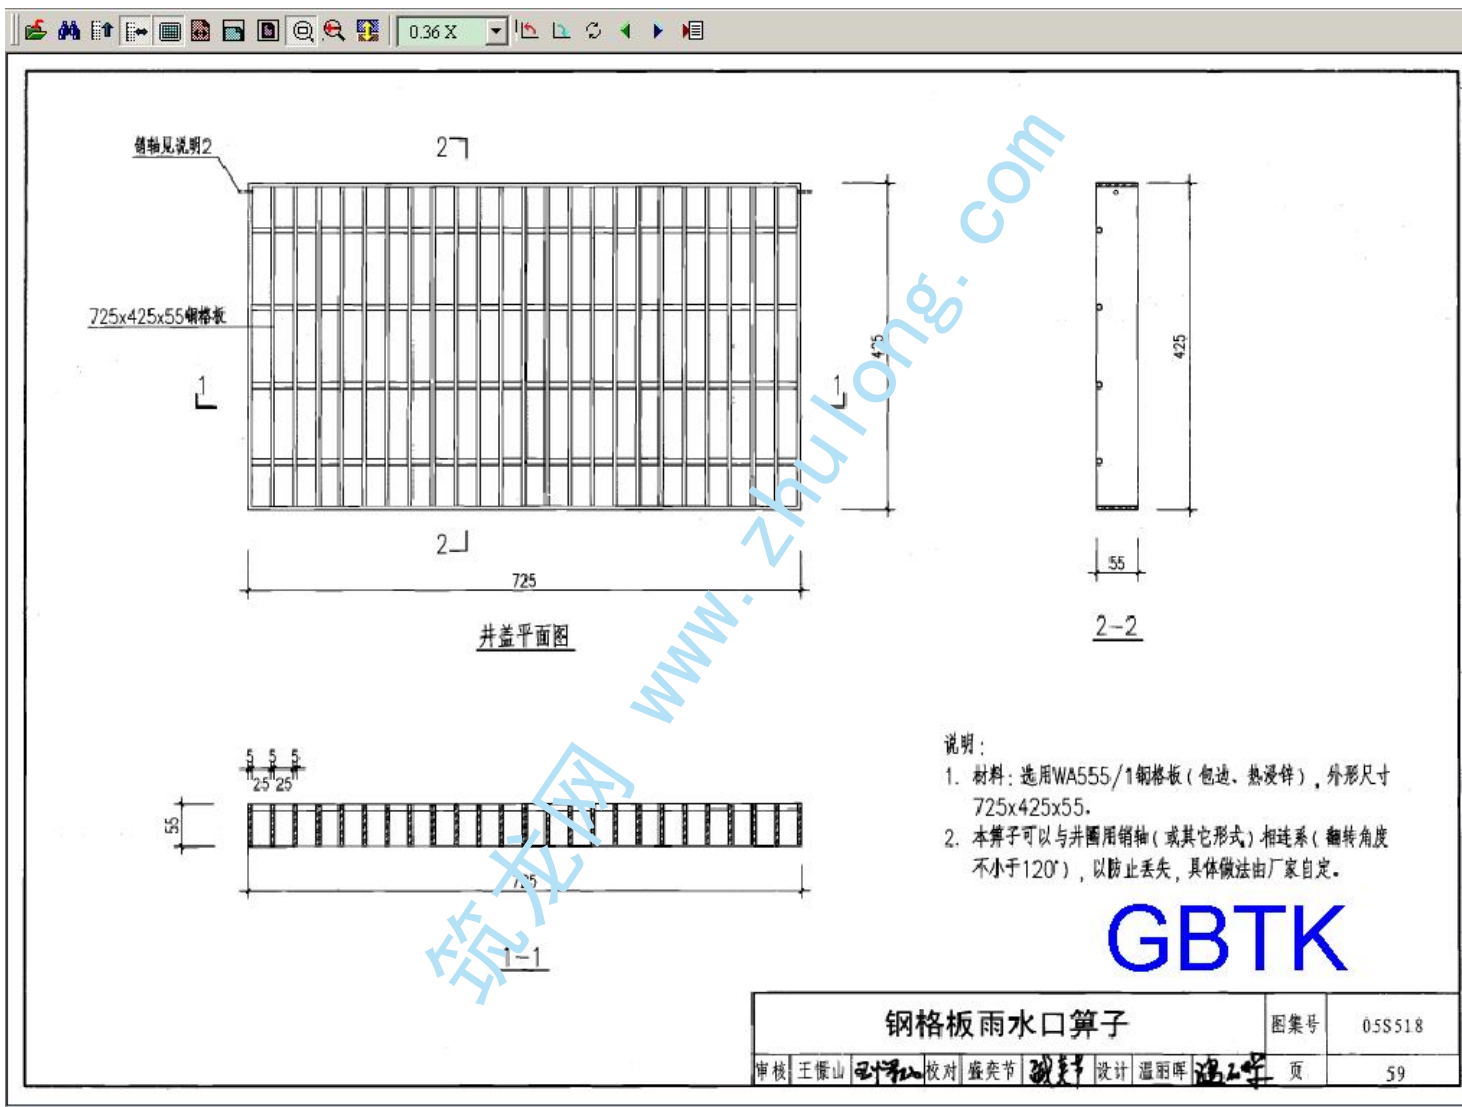 0.36 X
销轴见说明2
2
725x425x55钢格板
1
1
425
425
2
725
55
井盖平面图
2-2
5 5 5
25 25
55
725
1-1
说明：
1. 材料：选用WA555/1钢格板（包边、热浸锌），外形尺寸
725x425x55.
2. 本箅子可以与井圈用销轴（或其它形式）相连系（翻转角度
不小于120°），以防止丢失，具体做法由厂家自定。
GBTK
钢格板雨水口箅子
图集号
05S518
审核
王憬山
校对
盛奕节
设计
温丽晖
页
59
筑龙网 www.zhulong.com